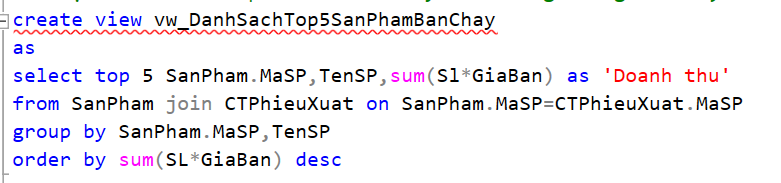 create view vw_DanhSachTop5SanPhamBanChay
as
select top 5 SanPham.MaSP,TenSP,sum(Sl*GiaBan) as 'Doanh thu'
from SanPham join CTPhieuXuat on SanPham.MaSP=CTPhieuXuat.MaSP
group by SanPham.MaSP,TenSP
order by sum(SL*GiaBan) desc